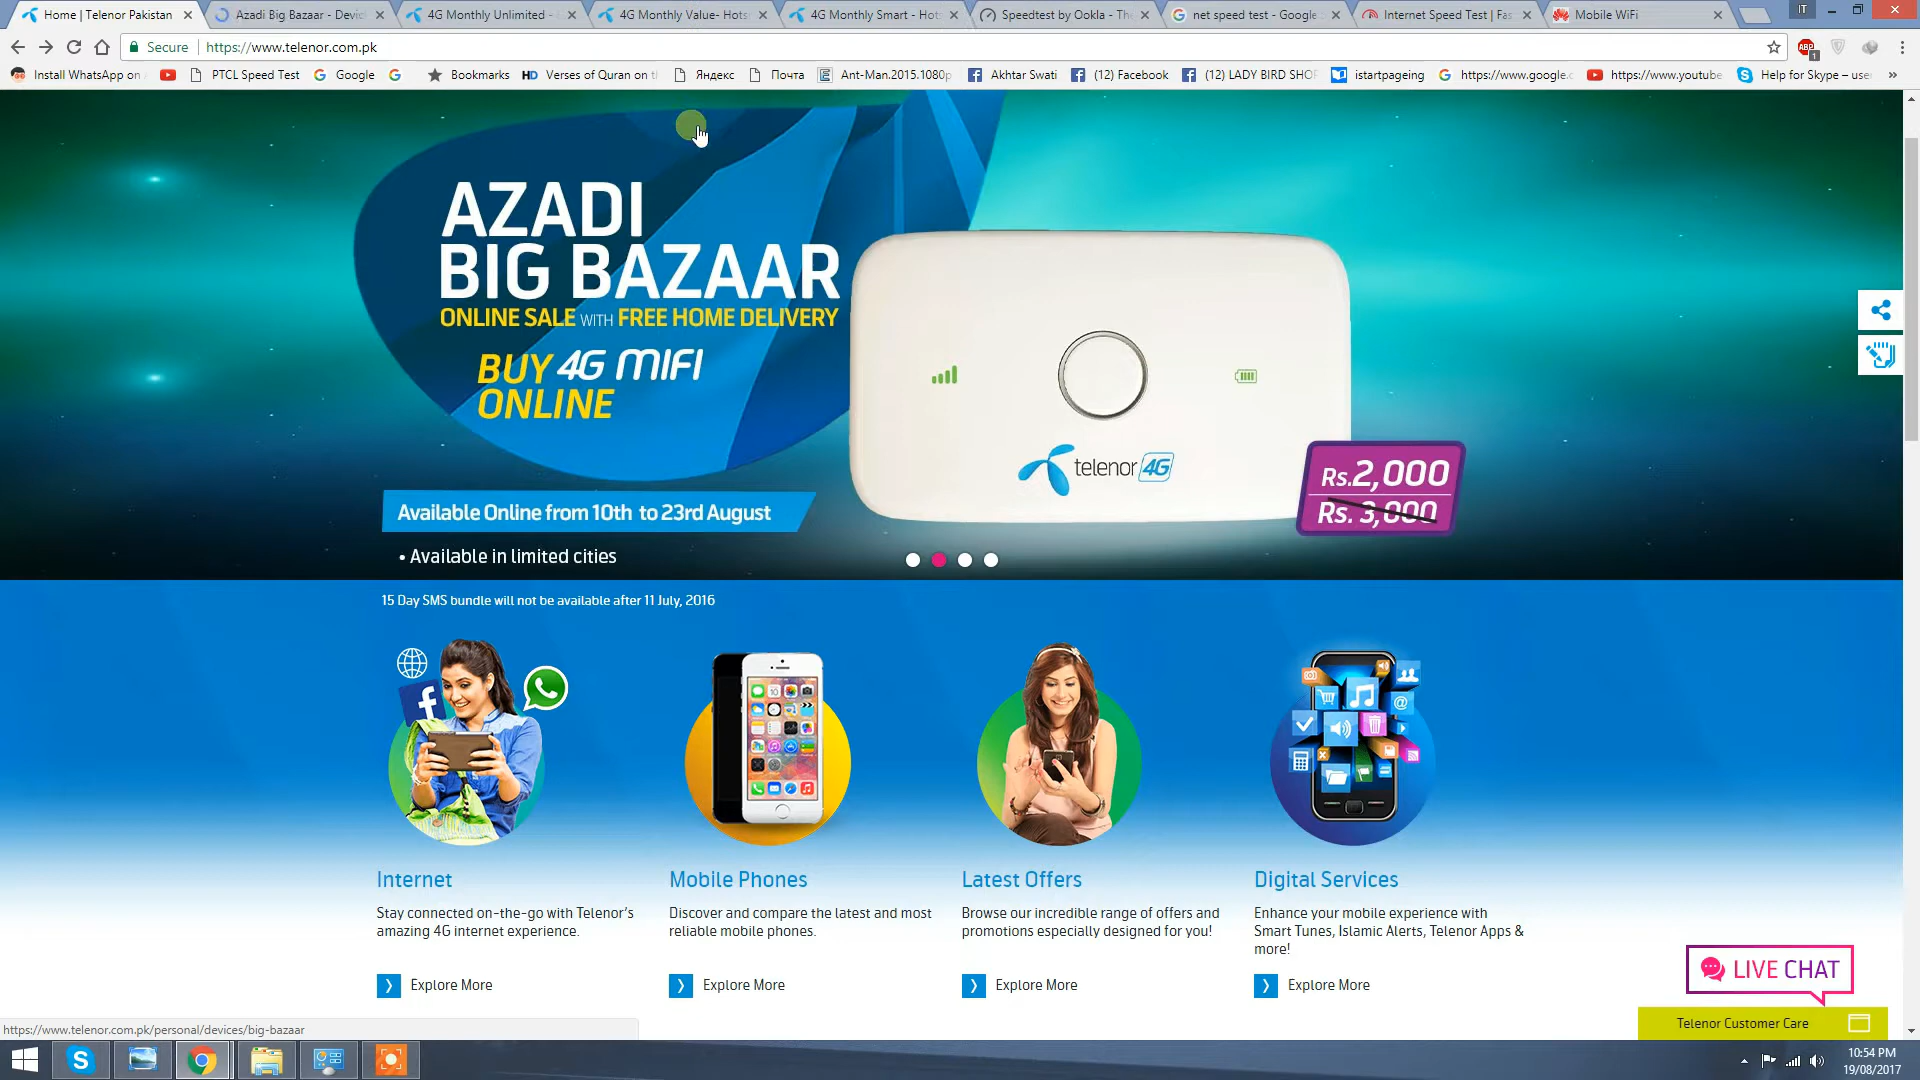 Home | Telenor Pakistan
Azadi Big Bazaar - Devic
4G Monthly Unlimited -
4G Monthly Value- Hots
4G Monthly Smart - Hot
Speedtest by Ookla - Th
net speed test - Google
Internet Speed Test | Fas
Mobile WiFi
IT
Secure
https://www.telenor.com.pk
ABP
1
Install WhatsApp on
PTCL Speed Test
Google
Bookmarks
HD Verses of Quran on t
Яндекс
Почта
Ant-Man.2015.1080p
Akhtar Swati
(12) Facebook
(12) LADY BIRD SHO
istartpageing
https://www.google.c
https://www.youtube
Help for Skype – use
AZADI
BIG BAZAAR
ONLINE SALE WITH FREE HOME DELIVERY
BUY 4G MIFI
ONLINE
telenor 4G
Rs.2,000
Rs. 3,000
Available Online from 10th to 23rd August
• Available in limited cities
15 Day SMS bundle will not be available after 11 July, 2016
Internet
Stay connected on-the-go with Telenor's
amazing 4G internet experience.
Explore More
Mobile Phones
Discover and compare the latest and most
reliable mobile phones.
Explore More
Latest Offers
Browse our incredible range of offers and
promotions especially designed for you!
Explore More
Digital Services
Enhance your mobile experience with
Smart Tunes, Islamic Alerts, Telenor Apps &
more!
Explore More
LIVE CHAT
Telenor Customer Care
https://www.telenor.com.pk/personal/devices/big-bazaar
10:54 PM
19/08/2017